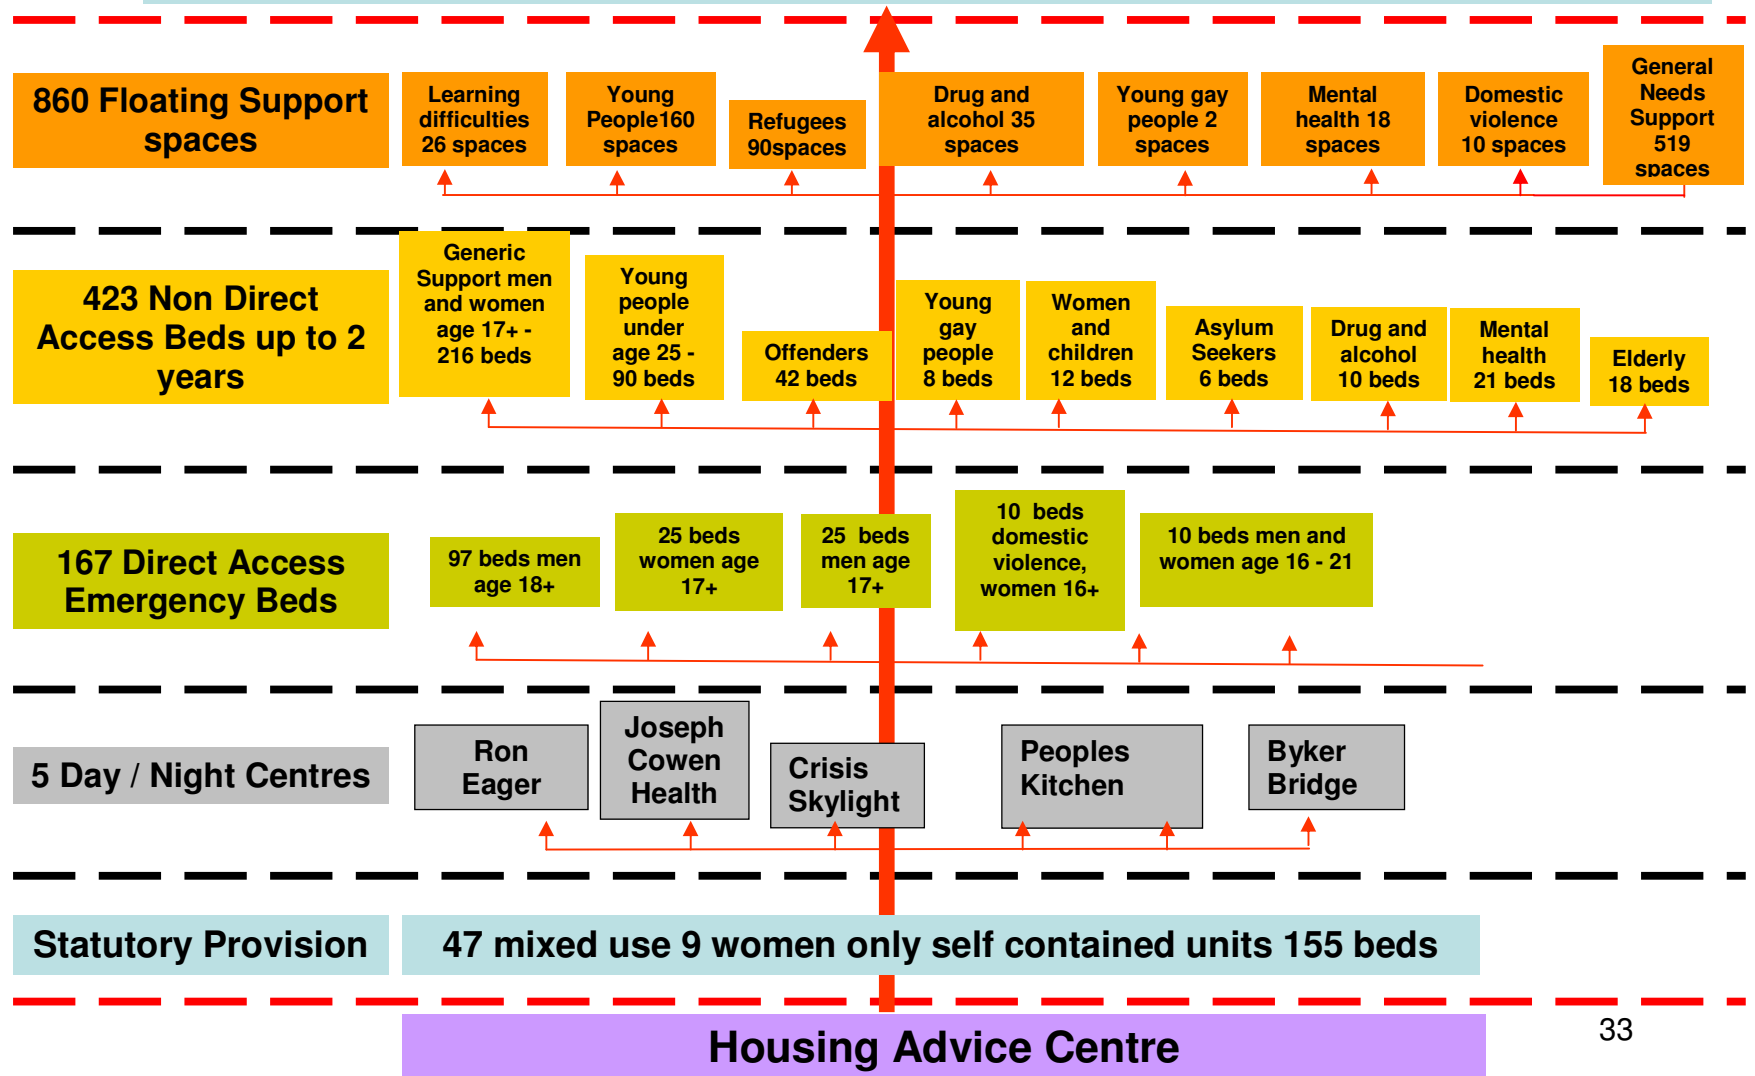 860 Floating Support
spaces
Learning
difficulties
26 spaces
Young
People160
spaces
Refugees
90spaces
Drug and
alcohol 35
spaces
Young gay
people 2
spaces
Mental
health 18
spaces
Domestic
violence
10 spaces
General
Needs
Support
519
spaces
423 Non Direct
Access Beds up to 2
years
Generic
Support men
and women
age 17+ -
216 beds
Young
people
under
age 25 -
90 beds
Offenders
42 beds
Young
gay
people
8 beds
Women
and
children
12 beds
Asylum
Seekers
6 beds
Drug and
alcohol
10 beds
Mental
health
21 beds
Elderly
18 beds
167 Direct Access
Emergency Beds
97 beds men
age 18+
25 beds
women age
17+
25 beds
men age
17+
10 beds
domestic
violence,
women 16+
10 beds men and
women age 16 - 21
5 Day / Night Centres
Ron
Eager
Joseph
Cowen
Health
Crisis
Skylight
Peoples
Kitchen
Byker
Bridge
Statutory Provision
47 mixed use 9 women only self contained units 155 beds
Housing Advice Centre
33